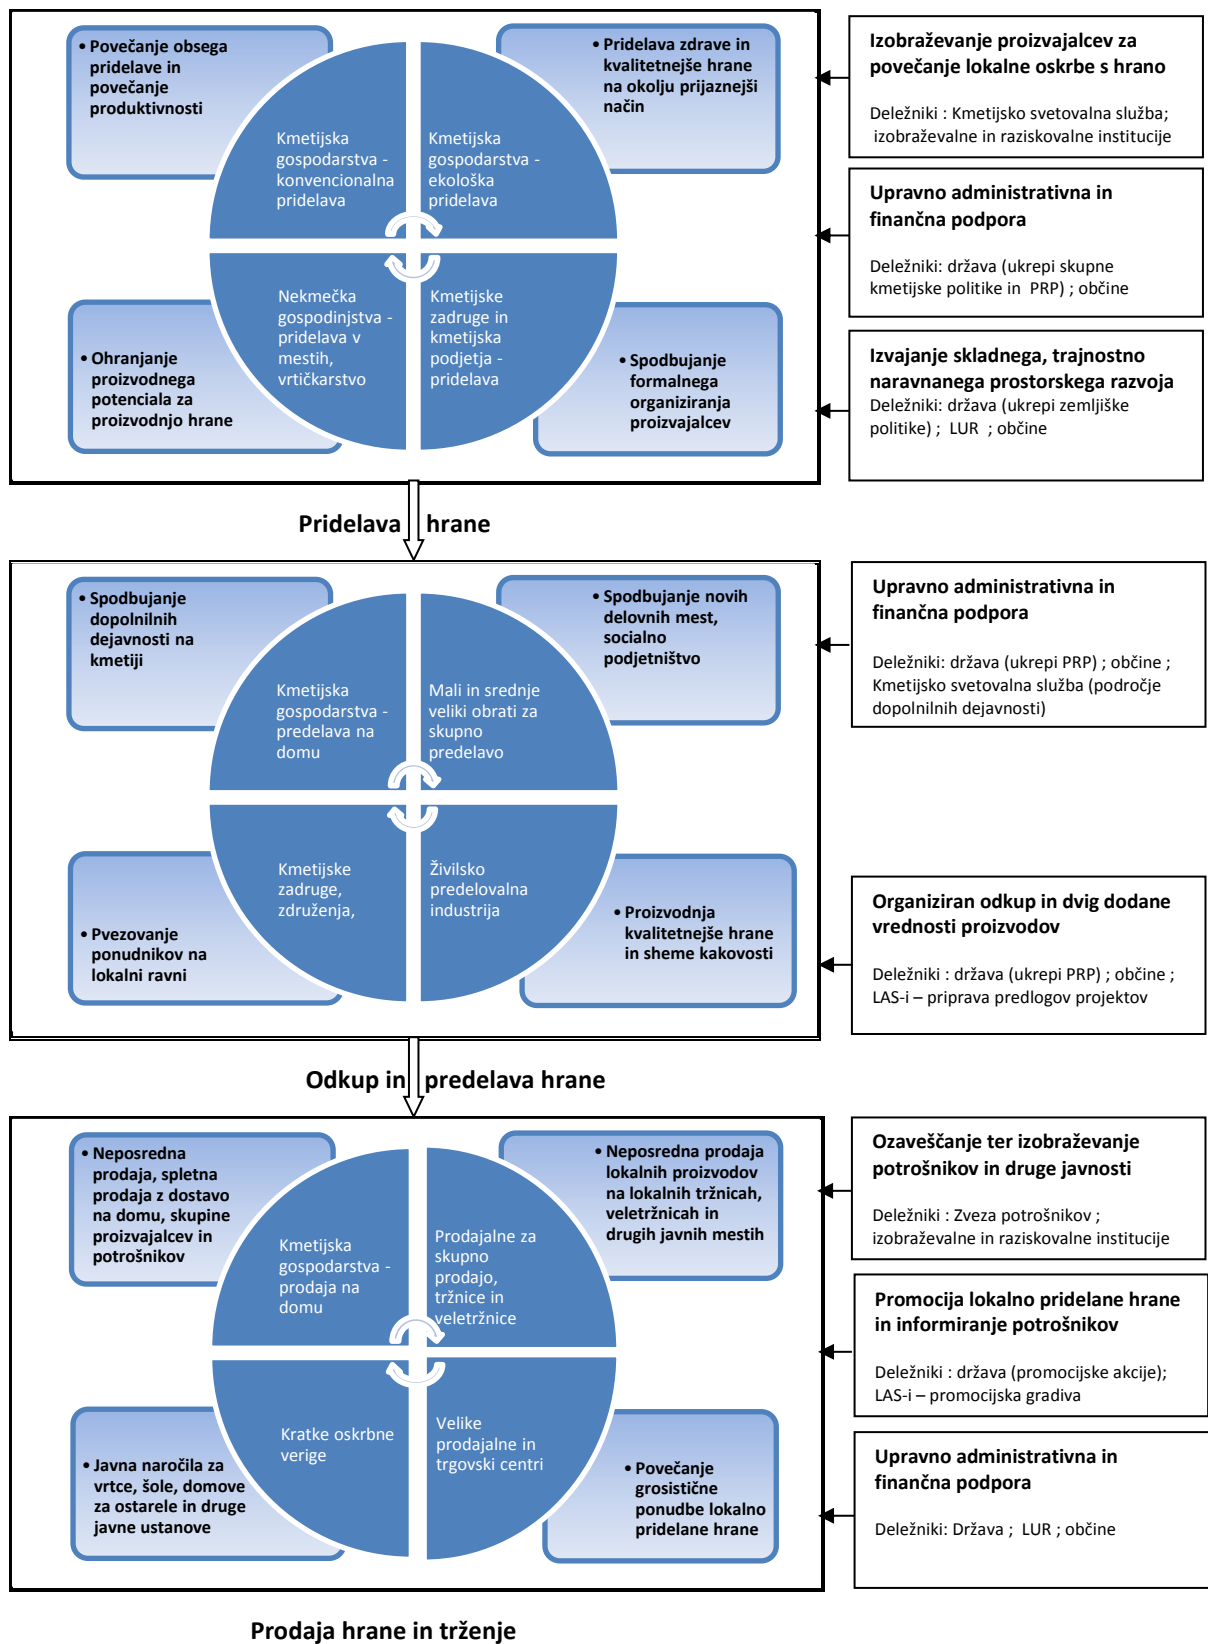 • Povečanje obsega
pridelave in
povečanje
produktivnosti
• Pridelava zdrave in
kvalitetnejše hrane
na okolju prijaznejši
način
Kmetijska
gospodarstva -
konvencionalna
pridelava
Kmetijska
gospodarstva -
ekološka
pridelava
Nekmečka
gospodinjstva -
pridelava v
mestih,
vrtičkarstvo
Kmetijske
zadruge in
kmetijska
podjetja -
pridelava
• Ohranjanje
proizvodnega
potenciala za
proizvodnjo hrane
• Spodbujanje
formalnega
organiziranja
proizvajalcev
Izobraževanje proizvajalcev za
povečanje lokalne oskrbe s hrano
Deležniki : Kmetijsko svetovalna služba;
izobraževalne in raziskovalne institucije
Upravno administrativna in
finančna podpora
Deležniki: država (ukrepi skupne
kmetijske politike in PRP) ; občine
Izvajanje skladnega, trajnostno
naravnanega prostorskega razvoja
Deležniki: država (ukrepi zemljiške
politike) ; LUR ; občine
Pridelava hrane
• Spodbujanje
dopolnilnih
dejavnosti na
kmetiji
• Spodbujanje novih
delovnih mest,
socialno
podjetništvo
Kmetijska
gospodarstva -
predelava na
domu
Mali in srednje
veliki obrati za
skupno
predelavo
Kmetijske
zadruge,
združenja,
Živilsko
predelovalna
industrija
• Pvezovanje
ponudnikov na
lokalni ravni
• Proizvodnja
kvalitetnejše hrane
in sheme kakovosti
Upravno administrativna in
finančna podpora
Deležniki: država (ukrepi PRP) ; občine ;
Kmetijsko svetovalna služba (področje
dopolnilnih dejavnosti)
Organiziran odkup in dvig dodane
vrednosti proizvodov
Deležniki : država (ukrepi PRP) ; občine ;
LAS-i – priprava predlogov projektov
Odkup in predelava hrane
• Neposredna
prodaja, spletna
prodaja z dostavo
na domu, skupine
proizvajalcev in
potrošnikov
• Neposredna prodaja
lokalnih proizvodov
na lokalnih tržnicah,
veletržnicah in
drugih javnih mestih
Kmetijska
gospodarstva -
prodaja na
domu
Prodajalne za
skupno
prodajo,
tržnice in
veletržnice
Kratke oskrbne
verige
Velike
prodajalne in
trgovski centri
• Javna naročila za
vrtce, šole, domove
za ostarele in druge
javne ustanove
• Povečanje
grosistične
ponudbe lokalno
pridelane hrane
Ozaveščanje ter izobraževanje
potrošnikov in druge javnosti
Deležniki : Zveza potrošnikov ;
izobraževalne in raziskovalne institucije
Promocija lokalno pridelane hrane
in informiranje potrošnikov
Deležniki : država (promocijske akcije);
LAS-i – promocijska gradiva
Upravno administrativna in
finančna podpora
Deležniki: Država ; LUR ; občine
Prodaja hrane in trženje